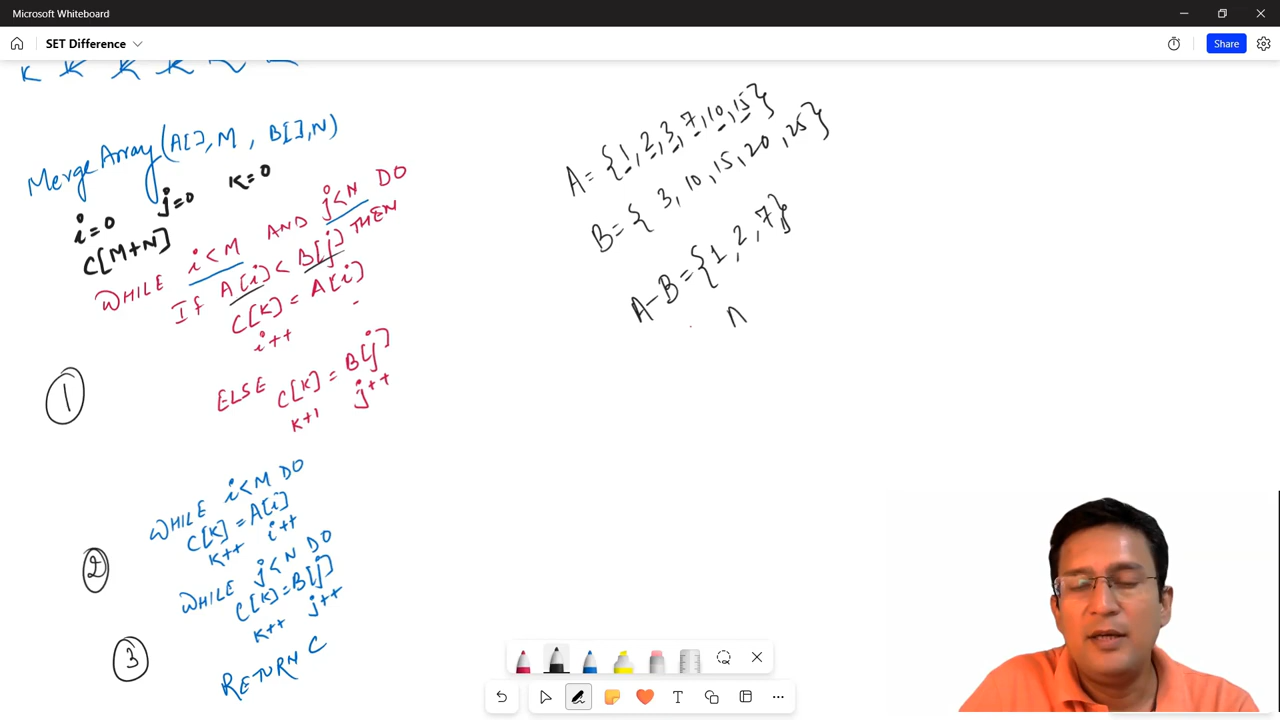 Microsoft Whiteboard
SET Difference
Share
MergeArray(A[],M, B[],N)
i=0 j=0 k=0
C[M+N]
WHILE i<M AND j<N DO
If A[i]<B[j] THEN
C[K]=A[i]
i++
ELSE C[K]=B[j]
K+1 j++
①
WHILE i<M DO
C[K]=A[i]
K++ i++
②
WHILE j<N DO
C[K]=B[j]
K++ j++
③
RETURN C
A={1,2,3,7,10,15}
B={3,10,15,20,25}
A-B={1,2,7}